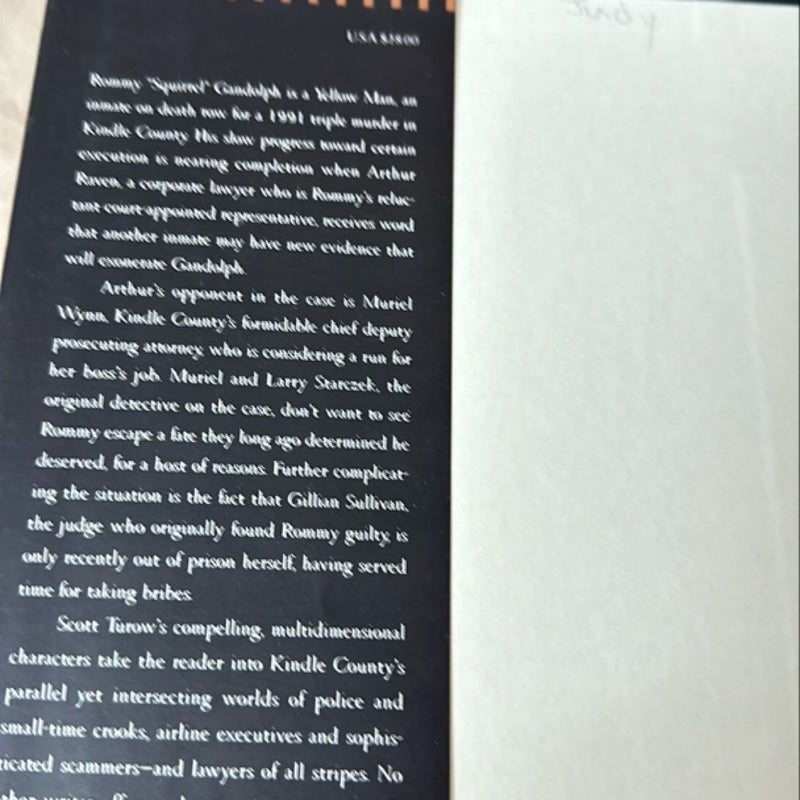 Judy
USA $28.00
Rommy "Squirrel" Gandolph is a Yellow Man, an
inmate on death row for a 1991 triple murder in
Kindle County. His slow progress toward certain
execution is nearing completion when Arthur
Raven, a corporate lawyer who is Rommy's reluc-
tant court-appointed representative, receives word
that another inmate may have new evidence that
will exonerate Gandolph.
Arthur's opponent in the case is Muriel
Wynn, Kindle County's formidable chief deputy
prosecuting attorney, who is considering a run for
her boss's job. Muriel and Larry Starczek, the
original detective on the case, don't want to see
Rommy escape a fate they long ago determined he
deserved, for a host of reasons. Further complicat-
ing the situation is the fact that Gillian Sullivan,
the judge who originally found Rommy guilty, is
only recently out of prison herself, having served
time for taking bribes.
Scott Turow's compelling, multidimensional
characters take the reader into Kindle County's
parallel yet intersecting worlds of police and
small-time crooks, airline executives and sophis-
ticated scammers—and lawyers of all stripes. No